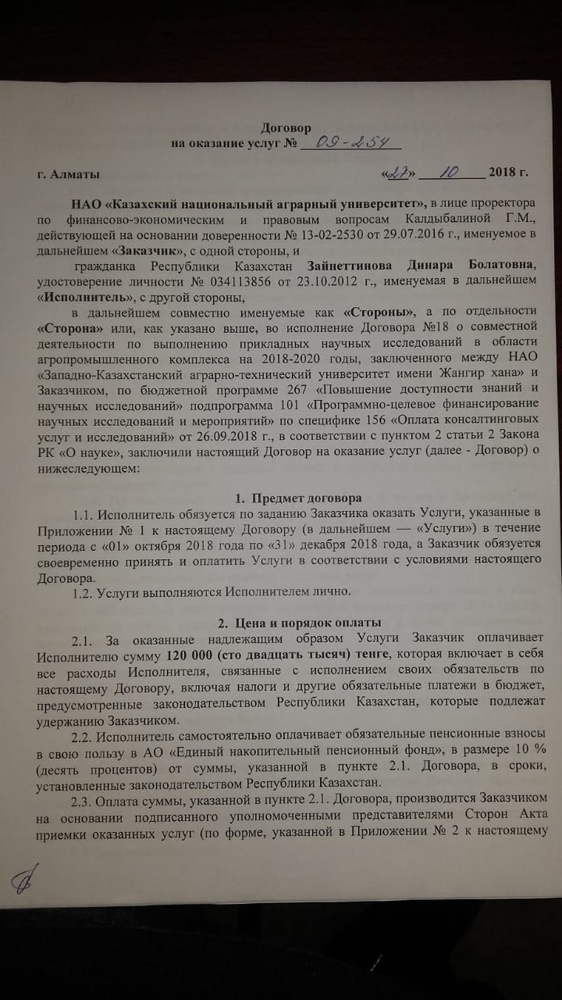 Договор
на оказание услуг № 09-254
г. Алматы «27» 10 2018 г.
НАО «Казахский национальный аграрный университет», в лице проректора
по финансово-экономическим и правовым вопросам Калдыбалиной Г.М.,
действующей на основании доверенности № 13-02-2530 от 29.07.2016 г., именуемое в
дальнейшем «Заказчик», с одной стороны, и
гражданка Республики Казахстан Зайнеттинова Динара Болатовна,
удостоверение личности № 034113856 от 23.10.2012 г., именуемая в дальнейшем
«Исполнитель», с другой стороны,
в дальнейшем совместно именуемые как «Стороны», а по отдельности
«Сторона» или, как указано выше, во исполнение Договора №18 о совместной
деятельности по выполнению прикладных научных исследований в области
агропромышленного комплекса на 2018-2020 годы, заключенного между НАО
«Западно-Казахстанский аграрно-технический университет имени Жангир хана» и
Заказчиком, по бюджетной программе 267 «Повышение доступности знаний и
научных исследований» подпрограмма 101 «Программно-целевое финансирование
научных исследований и мероприятий» по специфике 156 «Оплата консалтинговых
услуг и исследований» от 26.09.2018 г., в соответствии с пунктом 2 статьи 2 Закона
РК «О науке», заключили настоящий Договор на оказание услуг (далее - Договор) о
нижеследующем:
1. Предмет договора
1.1. Исполнитель обязуется по заданию Заказчика оказать Услуги, указанные в
Приложении № 1 к настоящему Договору (в дальнейшем — «Услуги») в течение
периода с «01» октября 2018 года по «31» декабря 2018 года, а Заказчик обязуется
своевременно принять и оплатить Услуги в соответствии с условиями настоящего
Договора.
1.2. Услуги выполняются Исполнителем лично.
2. Цена и порядок оплаты
2.1. За оказанные надлежащим образом Услуги Заказчик оплачивает
Исполнителю сумму 120 000 (сто двадцать тысяч) тенге, которая включает в себя
все расходы Исполнителя, связанные с исполнением своих обязательств по
настоящему Договору, включая налоги и другие обязательные платежи в бюджет,
предусмотренные законодательством Республики Казахстан, которые подлежат
удержанию Заказчиком.
2.2. Исполнитель самостоятельно оплачивает обязательные пенсионные взносы
в свою пользу в АО «Единый накопительный пенсионный фонд», в размере 10 %
(десять процентов) от суммы, указанной в пункте 2.1. Договора, в сроки,
установленные законодательством Республики Казахстан.
2.3. Оплата суммы, указанной в пункте 2.1. Договора, производится Заказчиком
на основании подписанного уполномоченными представителями Сторон Акта
приемки оказанных услуг (по форме, указанной в Приложении № 2 к настоящему